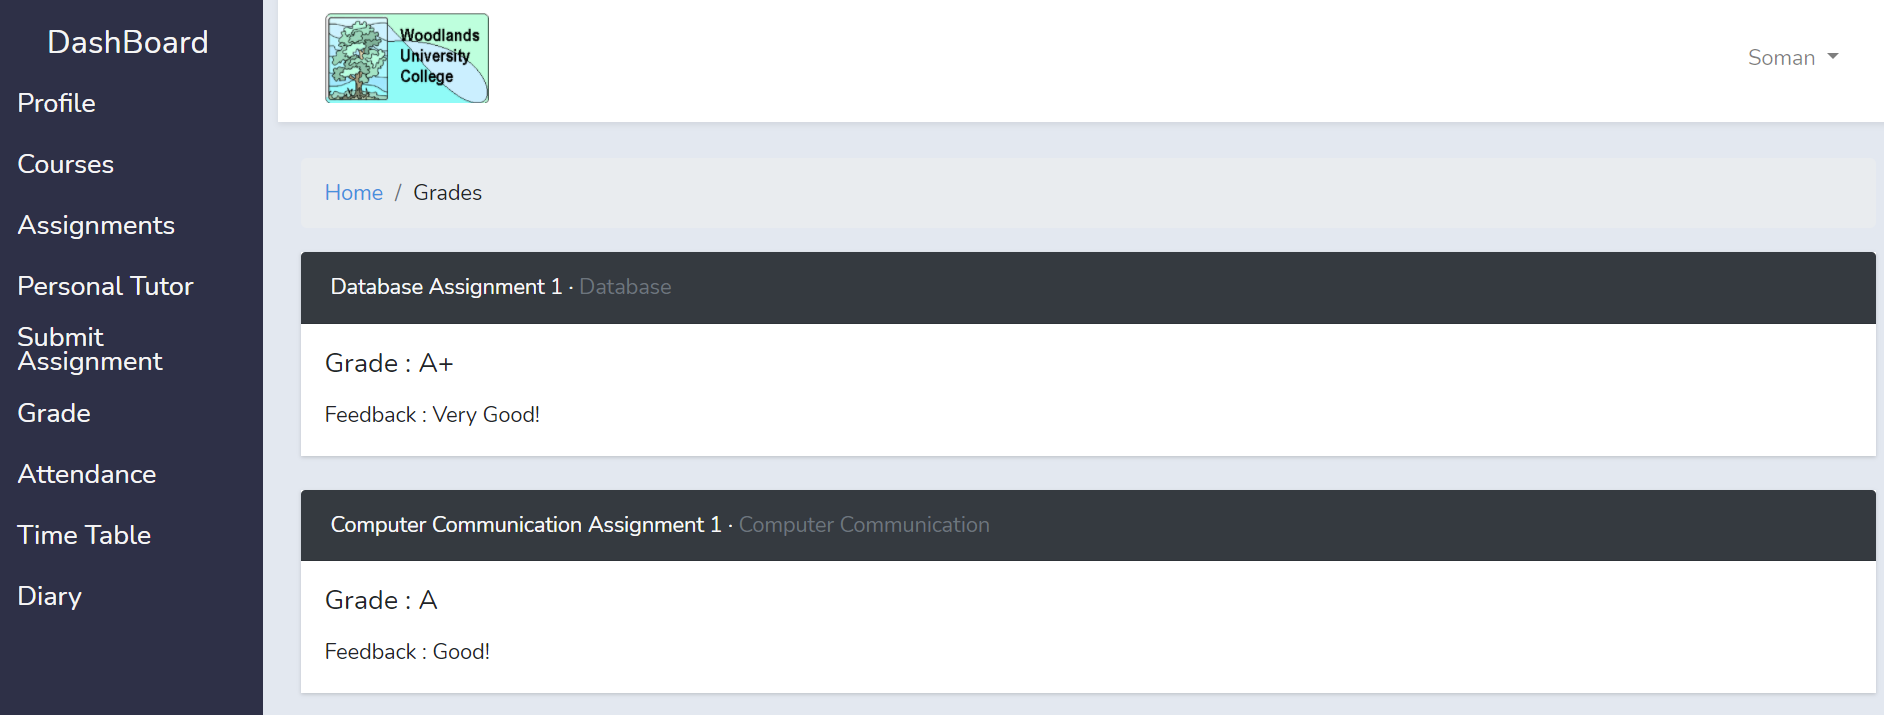 DashBoard
Profile
Courses
Assignments
Personal Tutor
Submit
Assignment
Grade
Attendance
Time Table
Diary
Woodlands
University
College
Soman
Home / Grades
Database Assignment 1 · Database
Grade : A+
Feedback : Very Good!
Computer Communication Assignment 1 · Computer Communication
Grade : A
Feedback : Good!